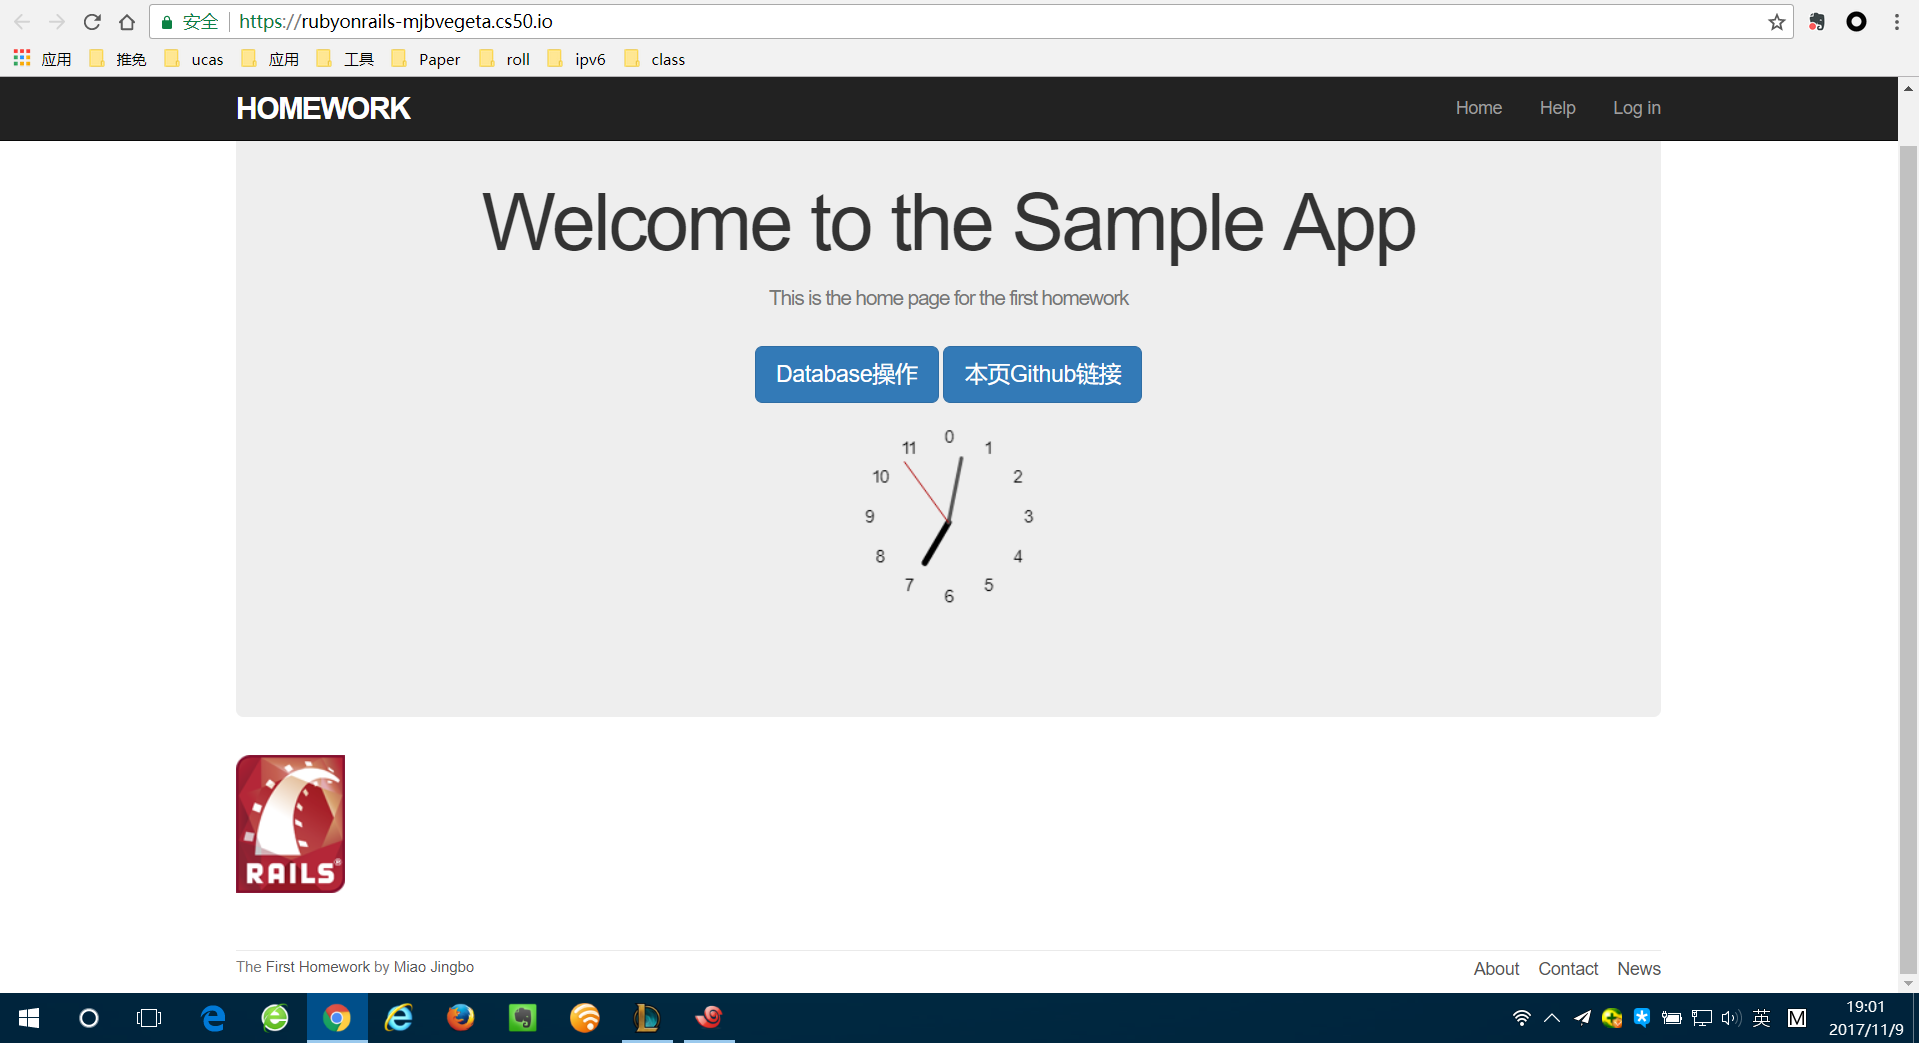 安全 https://rubyonrails-mjbvegeta.cs50.io
应用 推免 ucas 应用 工具 Paper roll ipv6 class
HOMEWORK Home Help Log in
Welcome to the Sample App
This is the home page for the first homework
Database操作 本页Github链接
0
11 1
10 2
9 3
8 4
7 5
6
RAILS®
The First Homework by Miao Jingbo About Contact News
英 M 19:01
2017/11/9